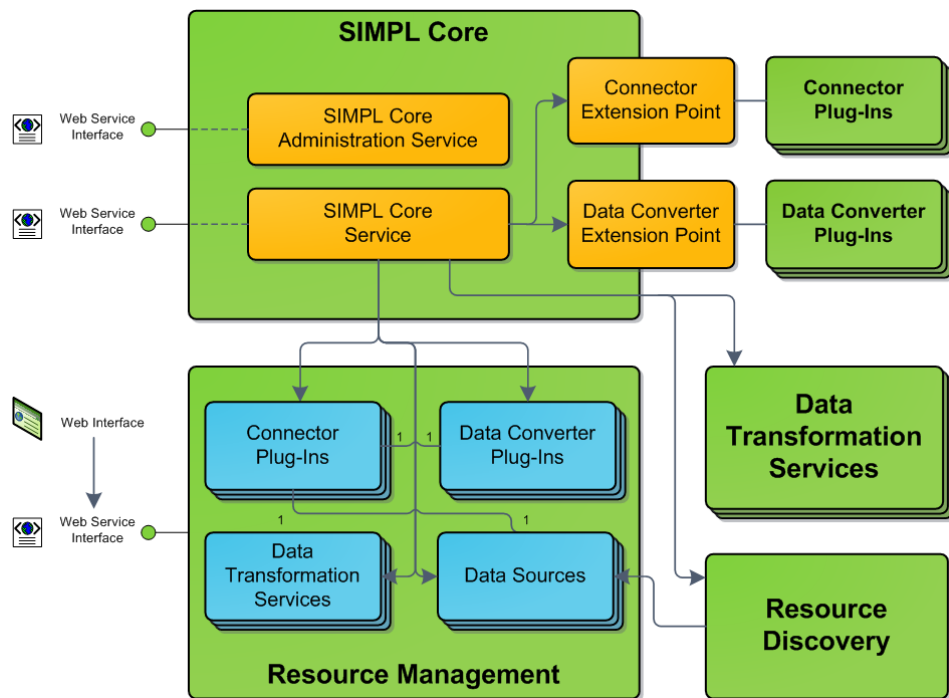 SIMPL Core
Connector
Extension Point
Connector
Plug-Ins
Web Service
Interface
SIMPL Core
Administration Service
Web Service
Interface
SIMPL Core
Service
Data Converter
Extension Point
Data Converter
Plug-Ins
Web Interface
Connector
Plug-Ins
1
1
Data Converter
Plug-Ins
Data
Transformation
Services
Web Service
Interface
1
1
Data
Transformation
Services
Data Sources
Resource
Discovery
Resource Management